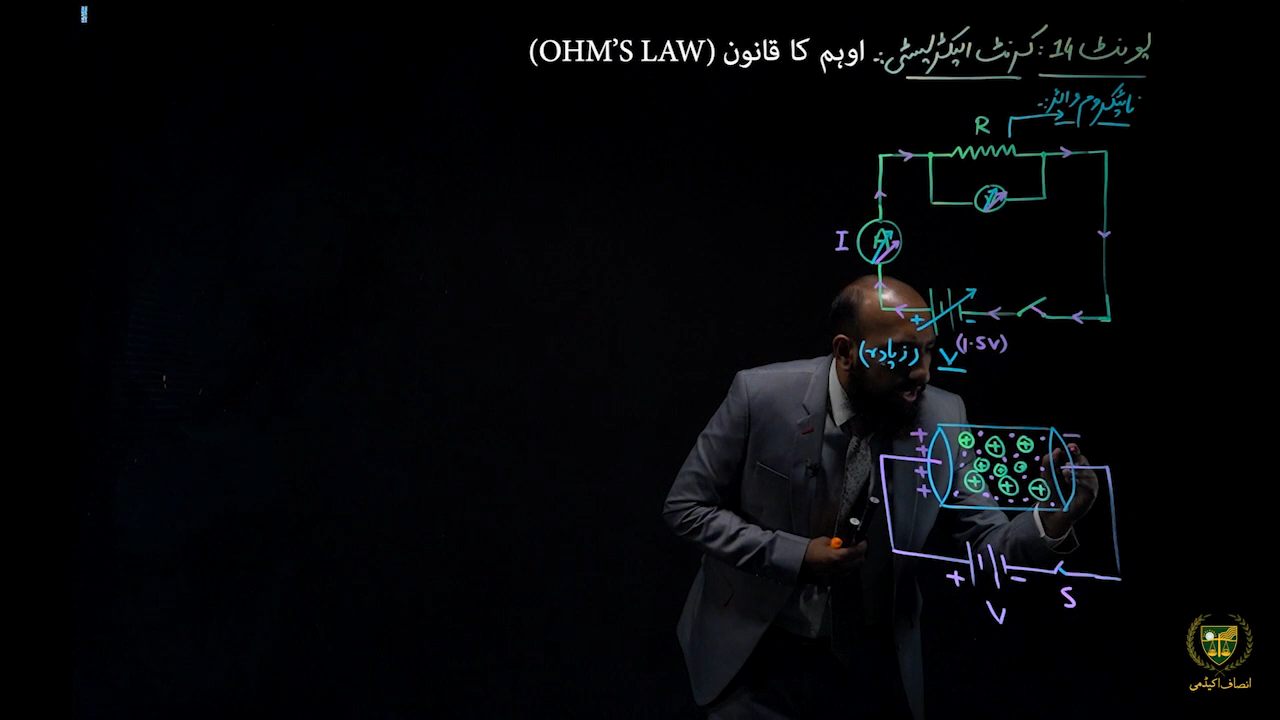 یونٹ 14: کرنٹ الیکٹریسٹی:۔ اوہم کا قانون (OHM'S LAW)
نائیکروم وائر:۔
R
V
I A
+ -
(زیادہ) V (1.5V)
+ + + + + + + + + + + + -
+ -
V S
انصاف اکیڈمی